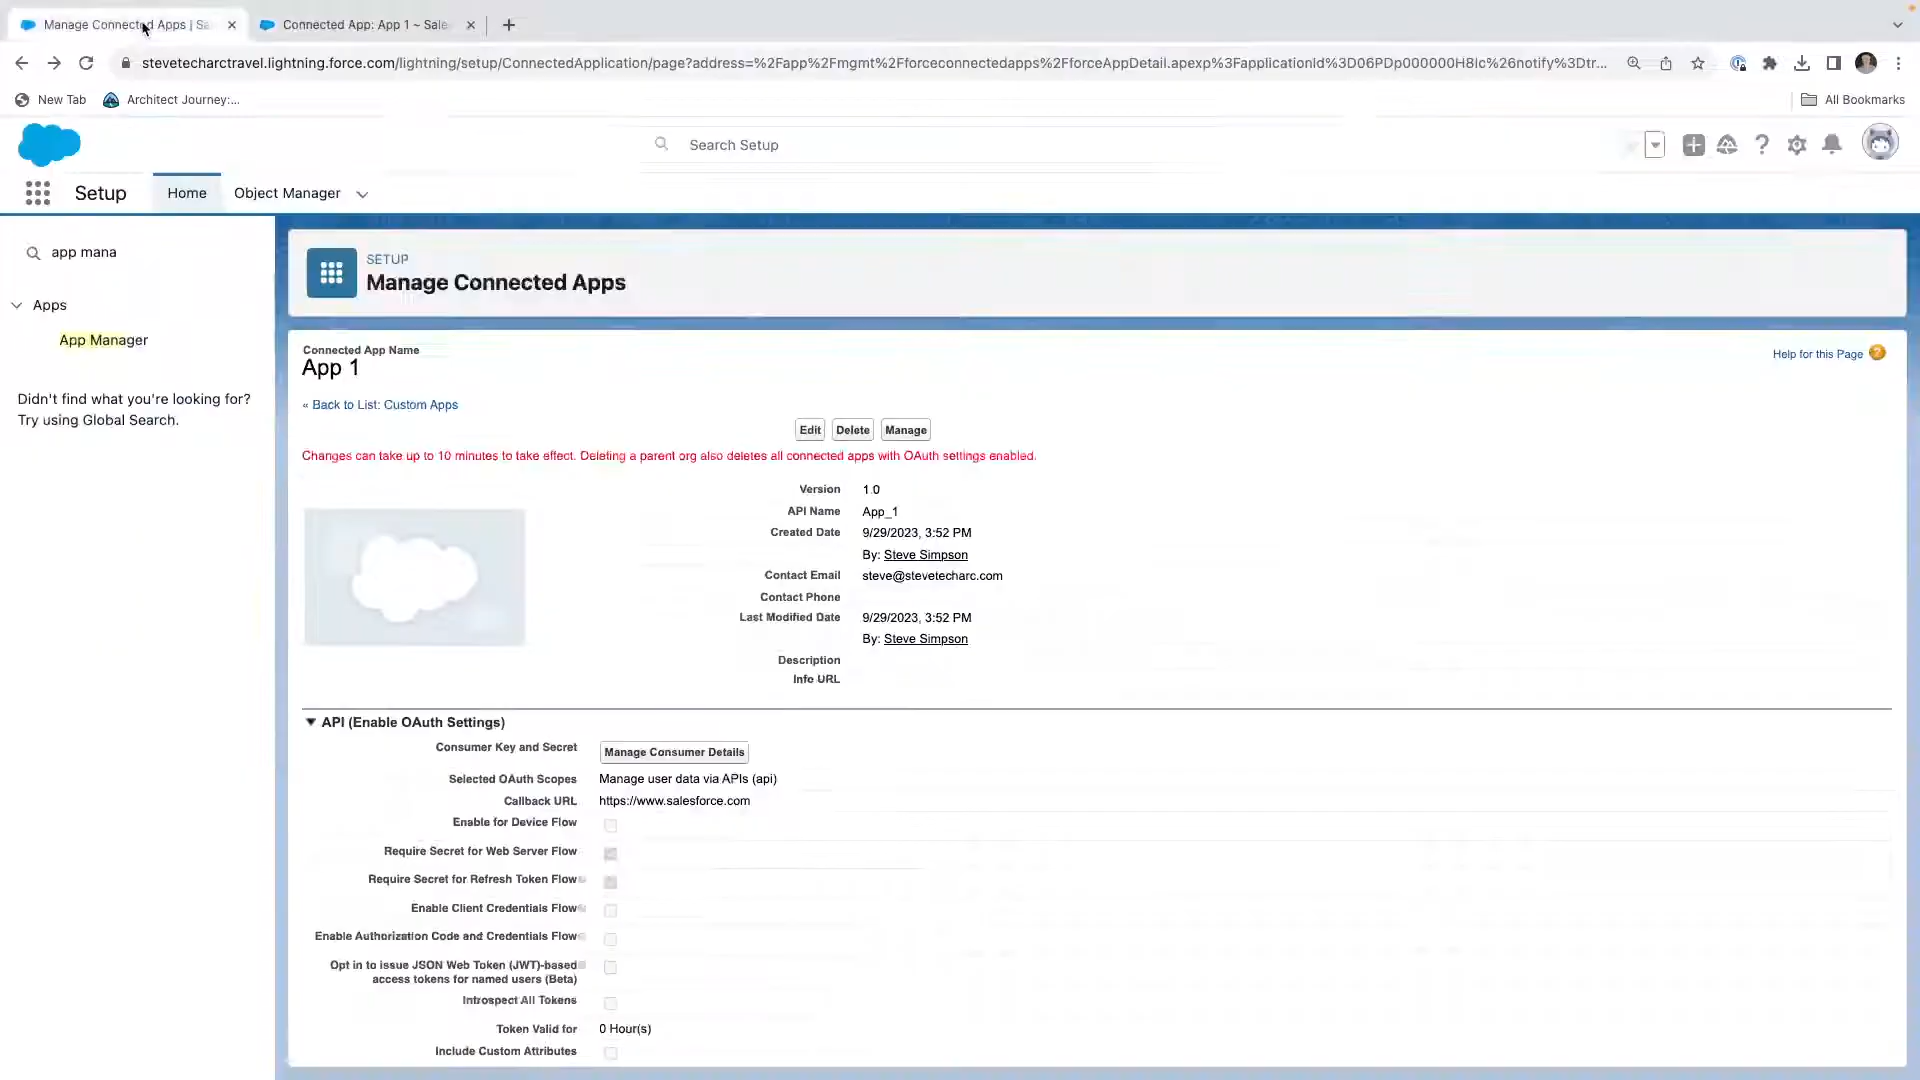 Manage Connected Apps | Sa
Connected App: App 1 ~ Sale
stevetecharctravel.lightning.force.com/lightning/setup/ConnectedApplication/page?address=%2Fapp%2Fmgmt%2Fforceconnectedapps%2FforceAppDetail.apexp%3FapplicationId%3D06PDp000000H8Ic%26notify%3Dtr...
New Tab
Architect Journey:...
All Bookmarks
Search Setup
Setup
Home
Object Manager
app mana
Apps
App Manager
Didn't find what you're looking for?
Try using Global Search.
SETUP
Manage Connected Apps
Connected App Name
App 1
Help for this Page
« Back to List: Custom Apps
Edit Delete Manage
Changes can take up to 10 minutes to take effect. Deleting a parent org also deletes all connected apps with OAuth settings enabled.
Version 1.0
API Name App_1
Created Date 9/29/2023, 3:52 PM
By: Steve Simpson
Contact Email steve@stevetecharc.com
Contact Phone
Last Modified Date 9/29/2023, 3:52 PM
By: Steve Simpson
Description
Info URL
API (Enable OAuth Settings)
Consumer Key and Secret Manage Consumer Details
Selected OAuth Scopes Manage user data via APIs (api)
Callback URL https://www.salesforce.com
Enable for Device Flow
Require Secret for Web Server Flow
Require Secret for Refresh Token Flow
Enable Client Credentials Flow
Enable Authorization Code and Credentials Flow
Opt in to issue JSON Web Token (JWT)-based
access tokens for named users (Beta)
Introspect All Tokens
Token Valid for 0 Hour(s)
Include Custom Attributes